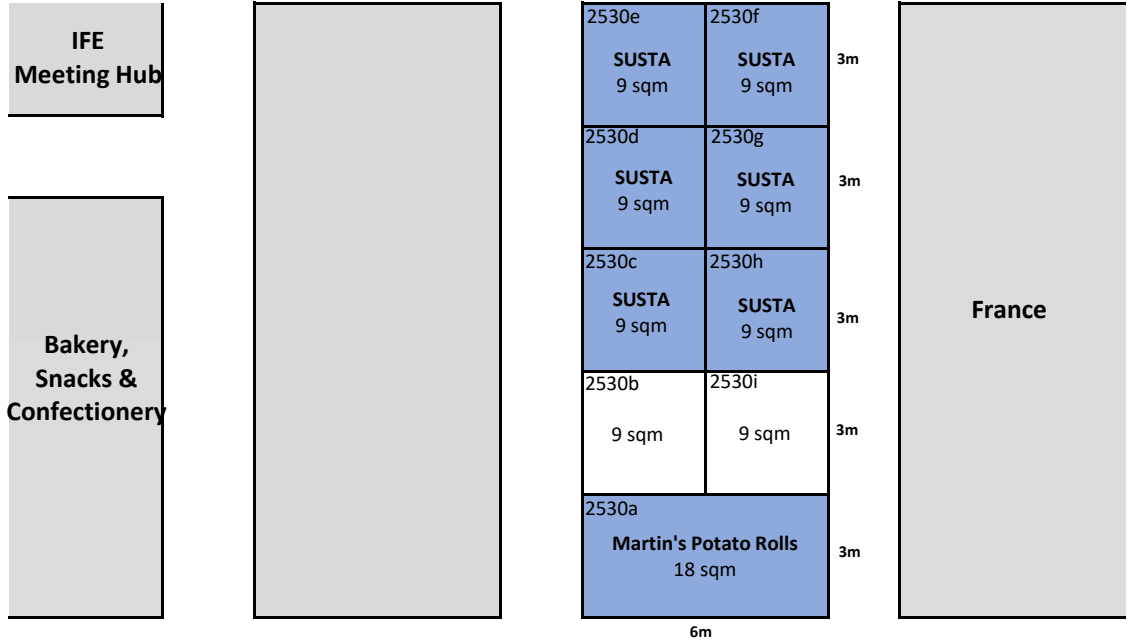 IFE
Meeting Hub
2530e
SUSTA
9 sqm
2530f
SUSTA
9 sqm
3m
2530d
SUSTA
9 sqm
2530g
SUSTA
9 sqm
3m
2530c
SUSTA
9 sqm
2530h
SUSTA
9 sqm
3m
France
Bakery,
Snacks &
Confectionery
2530b
9 sqm
2530i
9 sqm
3m
2530a
Martin's Potato Rolls
18 sqm
3m
6m